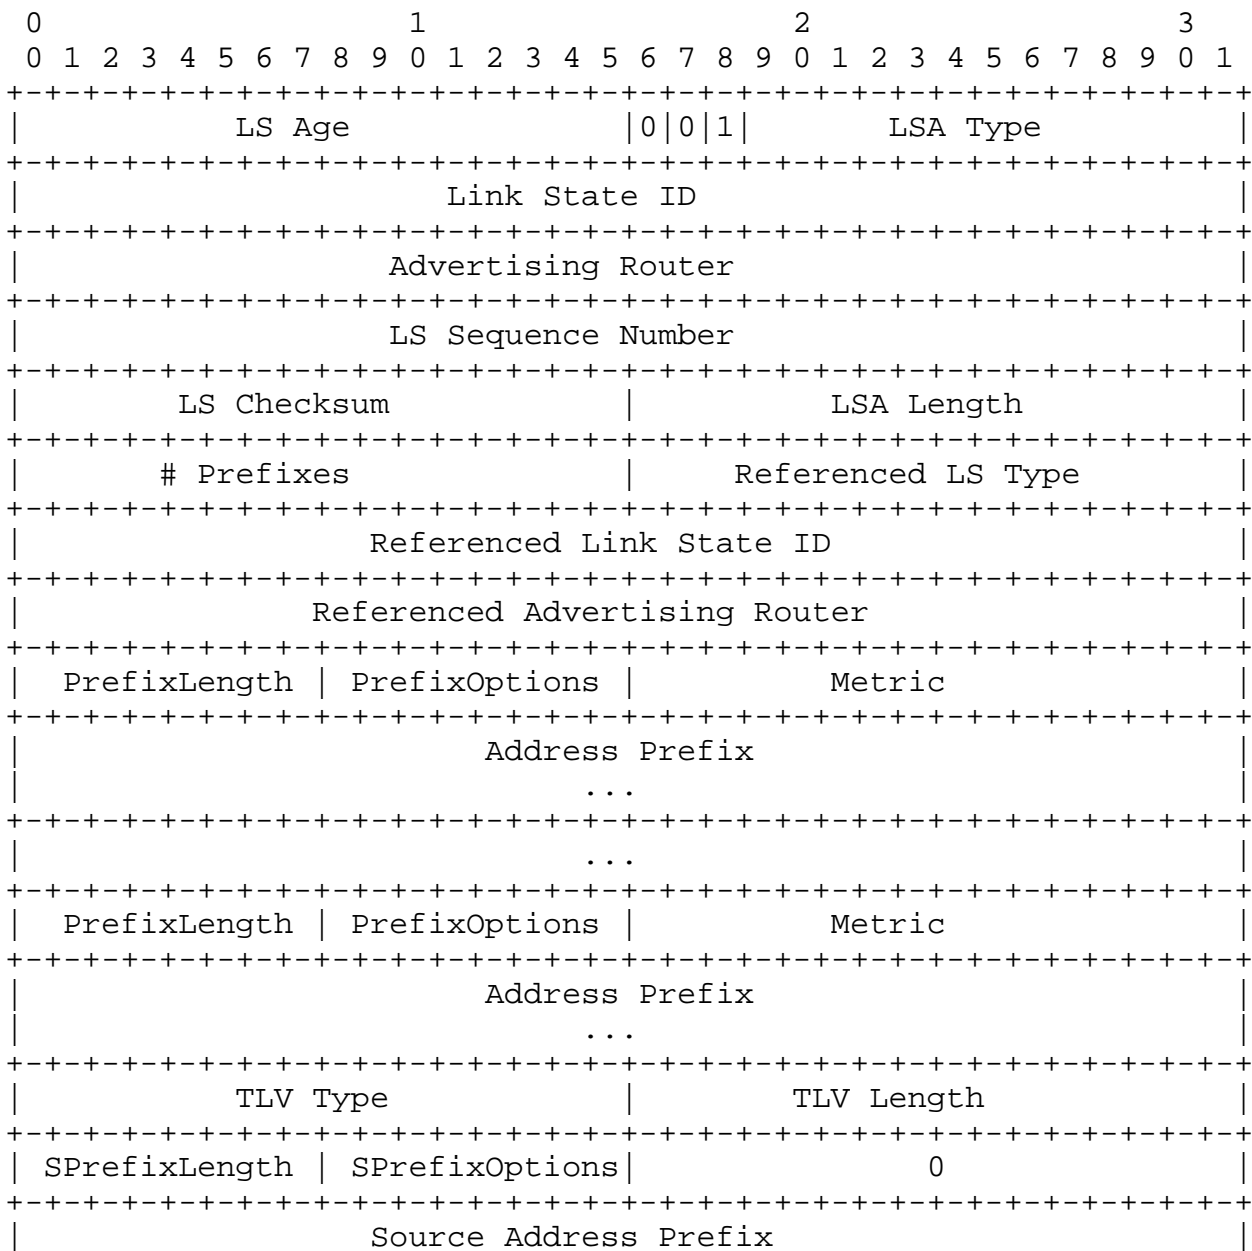 0                   1                   2                   3
 0 1 2 3 4 5 6 7 8 9 0 1 2 3 4 5 6 7 8 9 0 1 2 3 4 5 6 7 8 9 0 1
+-+-+-+-+-+-+-+-+-+-+-+-+-+-+-+-+-+-+-+-+-+-+-+-+-+-+-+-+-+-+-+-+
|           LS Age              |0|0|1|       LSA Type          |
+-+-+-+-+-+-+-+-+-+-+-+-+-+-+-+-+-+-+-+-+-+-+-+-+-+-+-+-+-+-+-+-+
|                      Link State ID                            |
+-+-+-+-+-+-+-+-+-+-+-+-+-+-+-+-+-+-+-+-+-+-+-+-+-+-+-+-+-+-+-+-+
|                   Advertising Router                          |
+-+-+-+-+-+-+-+-+-+-+-+-+-+-+-+-+-+-+-+-+-+-+-+-+-+-+-+-+-+-+-+-+
|                   LS Sequence Number                          |
+-+-+-+-+-+-+-+-+-+-+-+-+-+-+-+-+-+-+-+-+-+-+-+-+-+-+-+-+-+-+-+-+
|        LS Checksum            |          LSA Length           |
+-+-+-+-+-+-+-+-+-+-+-+-+-+-+-+-+-+-+-+-+-+-+-+-+-+-+-+-+-+-+-+-+
|       # Prefixes              |     Referenced LS Type        |
+-+-+-+-+-+-+-+-+-+-+-+-+-+-+-+-+-+-+-+-+-+-+-+-+-+-+-+-+-+-+-+-+
|                  Referenced Link State ID                     |
+-+-+-+-+-+-+-+-+-+-+-+-+-+-+-+-+-+-+-+-+-+-+-+-+-+-+-+-+-+-+-+-+
|               Referenced Advertising Router                   |
+-+-+-+-+-+-+-+-+-+-+-+-+-+-+-+-+-+-+-+-+-+-+-+-+-+-+-+-+-+-+-+-+
|  PrefixLength | PrefixOptions |          Metric               |
+-+-+-+-+-+-+-+-+-+-+-+-+-+-+-+-+-+-+-+-+-+-+-+-+-+-+-+-+-+-+-+-+
|                        Address Prefix                         |
|                             ...                               |
+-+-+-+-+-+-+-+-+-+-+-+-+-+-+-+-+-+-+-+-+-+-+-+-+-+-+-+-+-+-+-+-+
|                             ...                               |
+-+-+-+-+-+-+-+-+-+-+-+-+-+-+-+-+-+-+-+-+-+-+-+-+-+-+-+-+-+-+-+-+
|  PrefixLength | PrefixOptions |          Metric               |
+-+-+-+-+-+-+-+-+-+-+-+-+-+-+-+-+-+-+-+-+-+-+-+-+-+-+-+-+-+-+-+-+
|                        Address Prefix                         |
|                             ...                               |
+-+-+-+-+-+-+-+-+-+-+-+-+-+-+-+-+-+-+-+-+-+-+-+-+-+-+-+-+-+-+-+-+
|           TLV Type            |        TLV Length             |
+-+-+-+-+-+-+-+-+-+-+-+-+-+-+-+-+-+-+-+-+-+-+-+-+-+-+-+-+-+-+-+-+
| SPrefixLength | SPrefixOptions|               0               |
+-+-+-+-+-+-+-+-+-+-+-+-+-+-+-+-+-+-+-+-+-+-+-+-+-+-+-+-+-+-+-+-+
|                  Source Address Prefix                        |